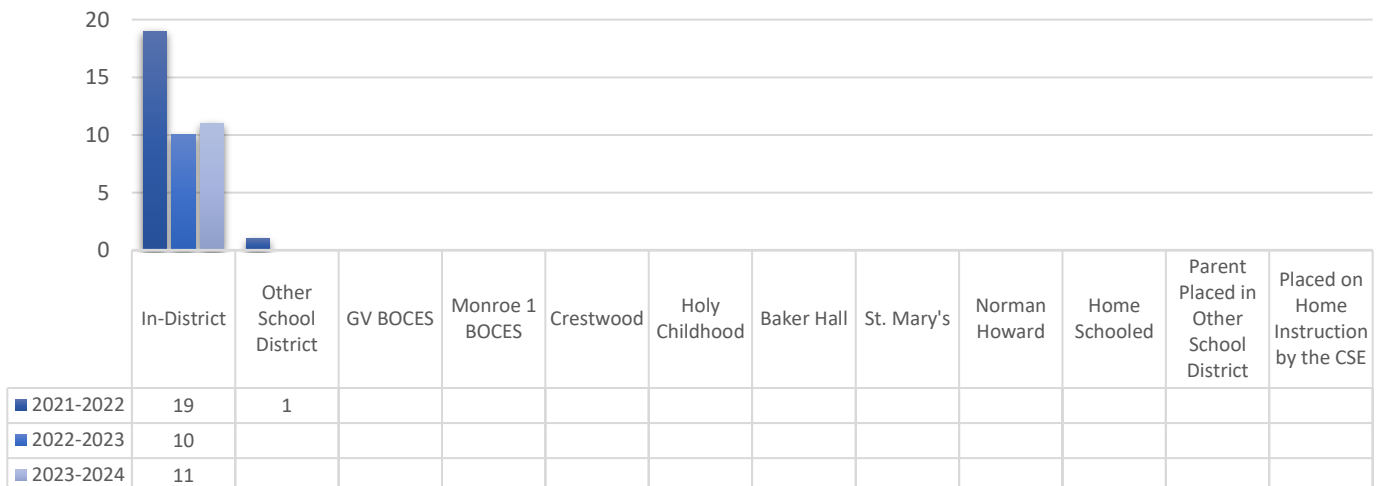 20
15
10
5
0
In-District
Other
School
District
GV BOCES
Monroe 1
BOCES
Crestwood
Holy
Childhood
Baker Hall
St. Mary's
Norman
Howard
Home
Schooled
Parent
Placed in
Other
School
District
Placed on
Home
Instruction
by the CSE
2021-2022 19 1
2022-2023 10
2023-2024 11